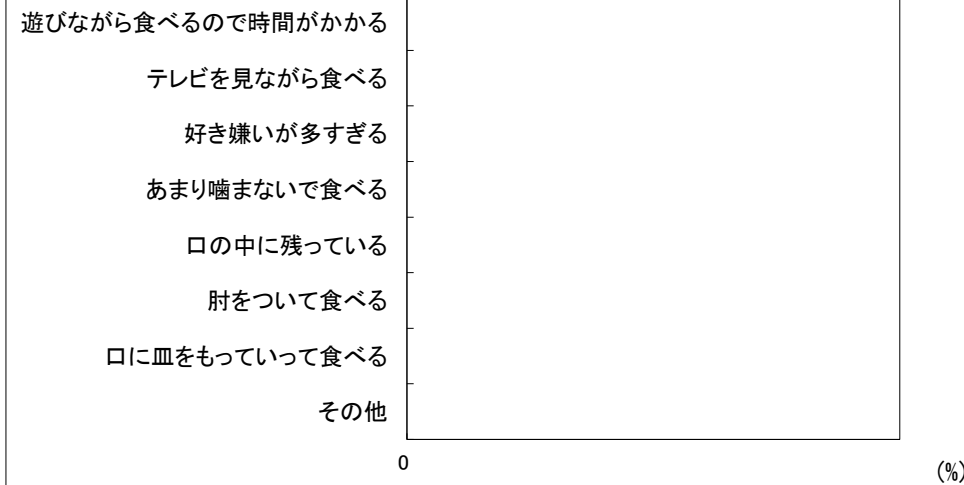 遊びながら食べるので時間がかかる
テレビを見ながら食べる
好き嫌いが多すぎる
あまり噛まないで食べる
口の中に残っている
肘をついて食べる
口に皿をもっていって食べる
その他
0
(%)